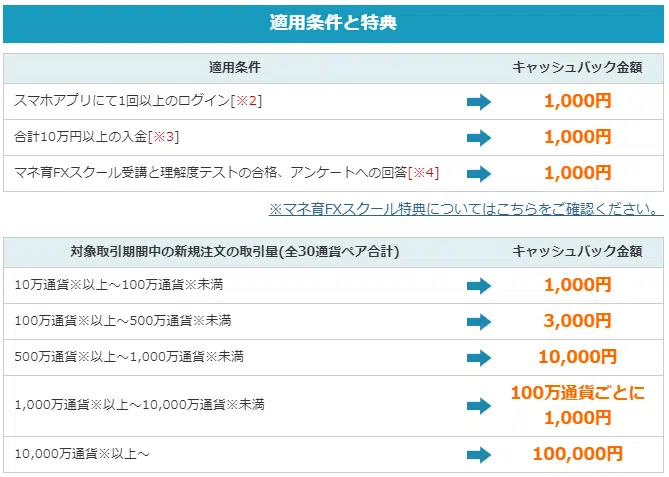 適用条件と特典
適用条件 キャッシュバック金額
スマホアプリにて1回以上のログイン[※2] 1,000円
合計10万円以上の入金[※3] 1,000円
マネ育FXスクール受講と理解度テストの合格、アンケートへの回答[※4] 1,000円
※マネ育FXスクール特典についてはこちらをご確認ください。
対象取引期間中の新規注文の取引量(全30通貨ペア合計) キャッシュバック金額
10万通貨※以上～100万通貨※未満 1,000円
100万通貨※以上～500万通貨※未満 3,000円
500万通貨※以上～1,000万通貨※未満 10,000円
1,000万通貨※以上～10,000万通貨※未満 100万通貨ごとに
1,000円
10,000万通貨※以上～ 100,000円